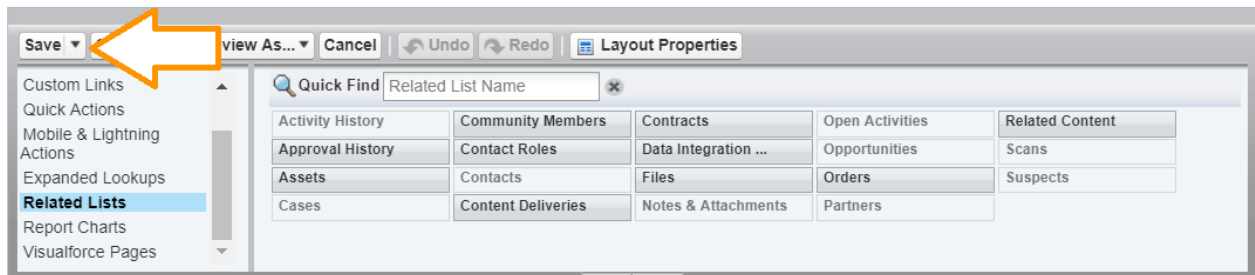 Save view As... Cancel Undo Redo Layout Properties
Custom Links
Quick Actions
Mobile & Lightning
Actions
Expanded Lookups
Related Lists
Report Charts
Visualforce Pages
Quick Find Related List Name
Activity History Community Members Contracts Open Activities Related Content
Approval History Contact Roles Data Integration ... Opportunities Scans
Assets Contacts Files Orders Suspects
Cases Content Deliveries Notes & Attachments Partners